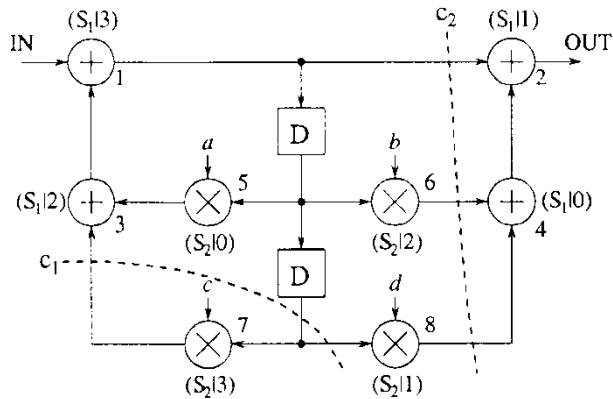 (S₁|3) c₂ (S₁|1)
IN OUT
+ 1 + 2
D
a b
(S₁|2) + 3 × 5 × 6 + 4 (S₁|0)
(S₂|0) (S₂|2)
c₁ D
c d
× 7 × 8
(S₂|3) (S₂|1)